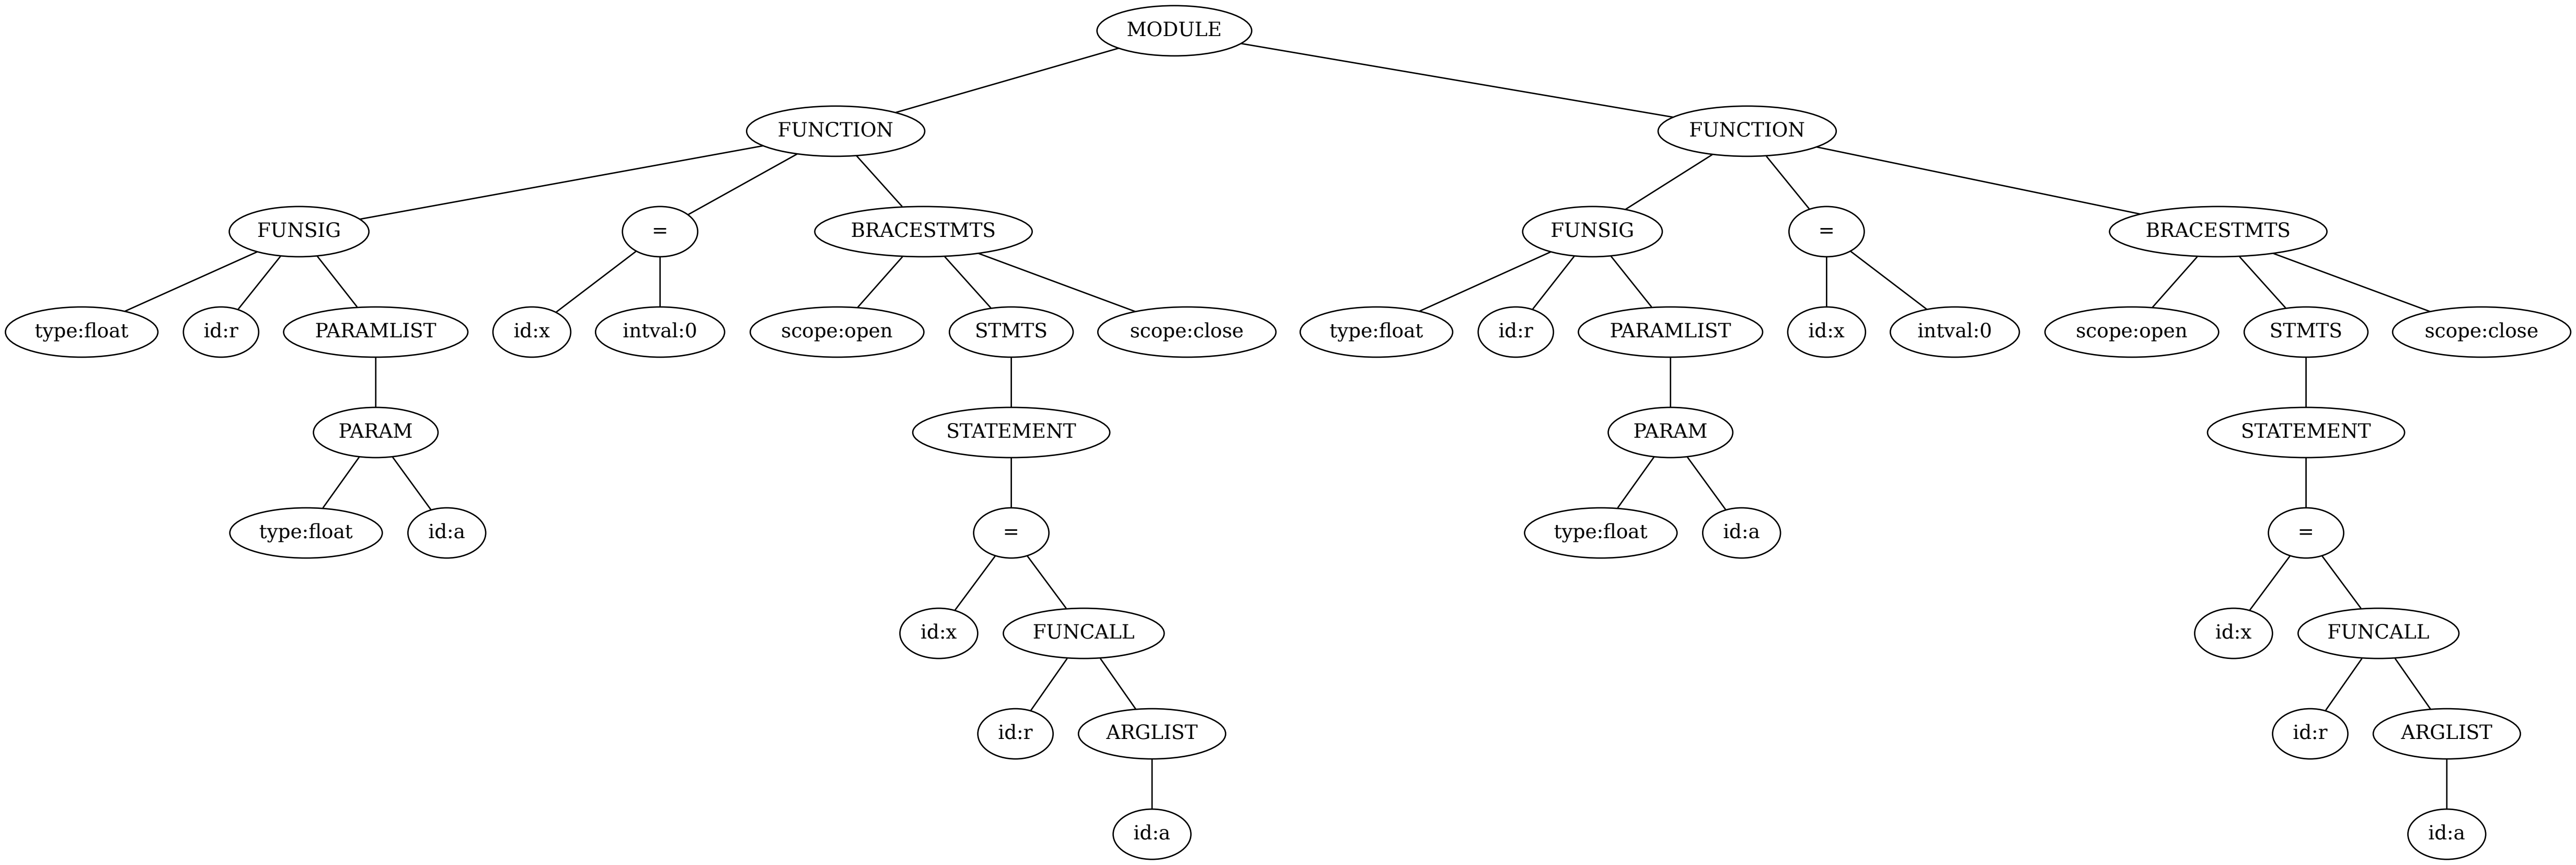 MODULE
FUNCTION FUNCTION
FUNSIG = BRACESTMTS FUNSIG = BRACESTMTS
type:float id:r PARAMLIST id:x intval:0 scope:open STMTS scope:close type:float id:r PARAMLIST id:x intval:0 scope:open STMTS scope:close
PARAM STATEMENT PARAM STATEMENT
type:float id:a = type:float id:a =
id:x FUNCALL id:x FUNCALL
id:r ARGLIST id:r ARGLIST
id:a id:a